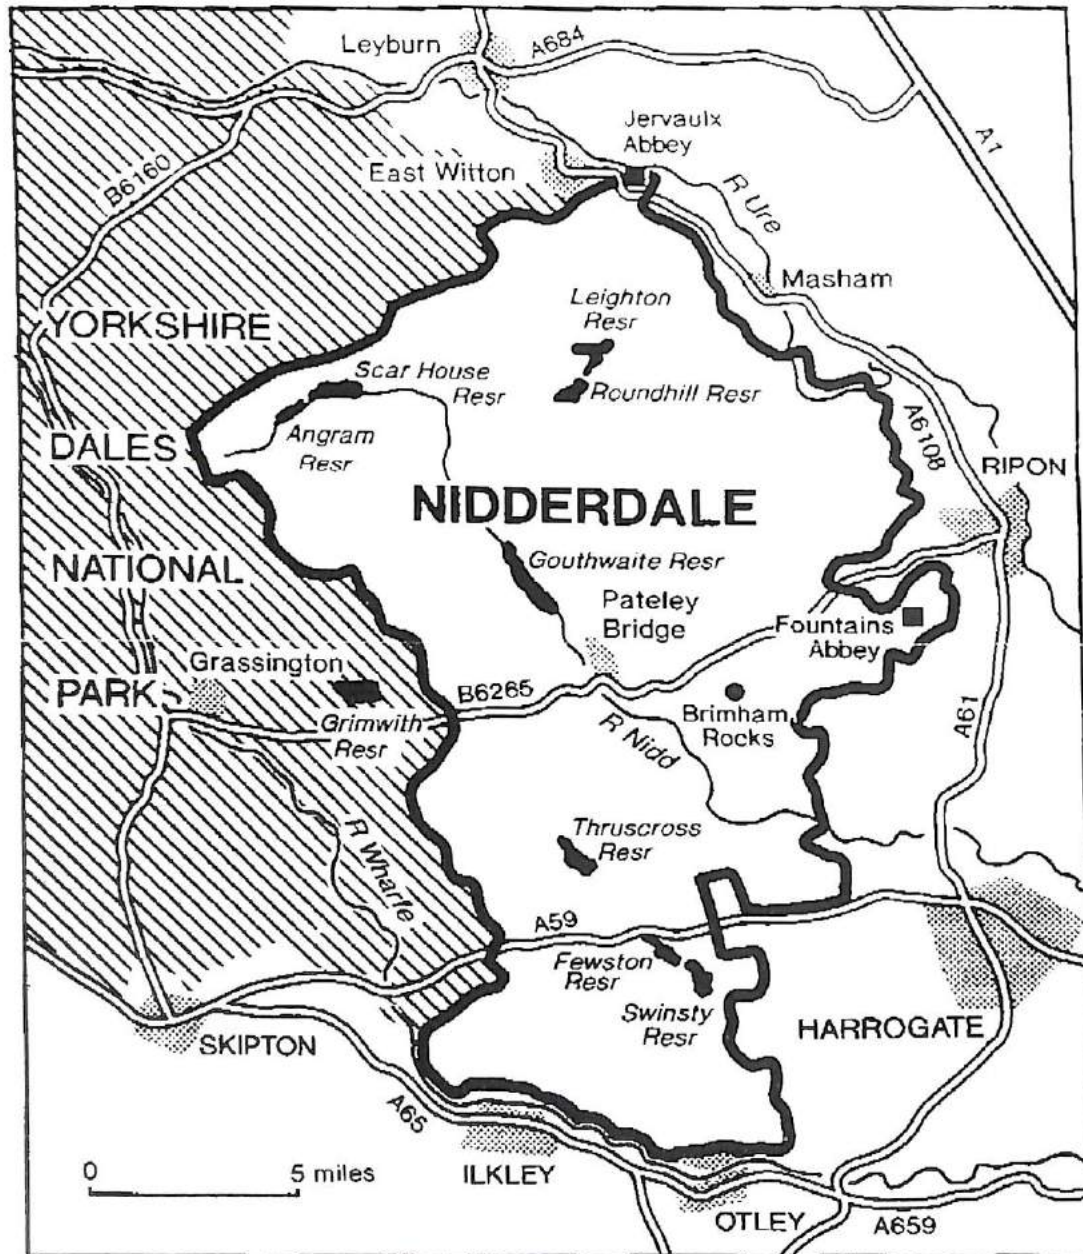 Leyburn
A684
Jervaulx
Abbey
A1
East Witton
B6160
R Ure
Masham
Leighton
Resr
YORKSHIRE
Scar House
Resr
Roundhill Resr
Angram
Resr
DALES
A6108
RIPON
NIDDERDALE
Gouthwaite Resr
NATIONAL
Pateley
Bridge
Fountains
Abbey
Grassington
PARK
B6265
Grimwith
Resr
Brimham
Rocks
A61
R Nidd
Thruscross
Resr
R Wharfe
A59
Fewston
Resr
Swinsty
Resr
HARROGATE
SKIPTON
A65
0 5 miles
ILKLEY
OTLEY
A659